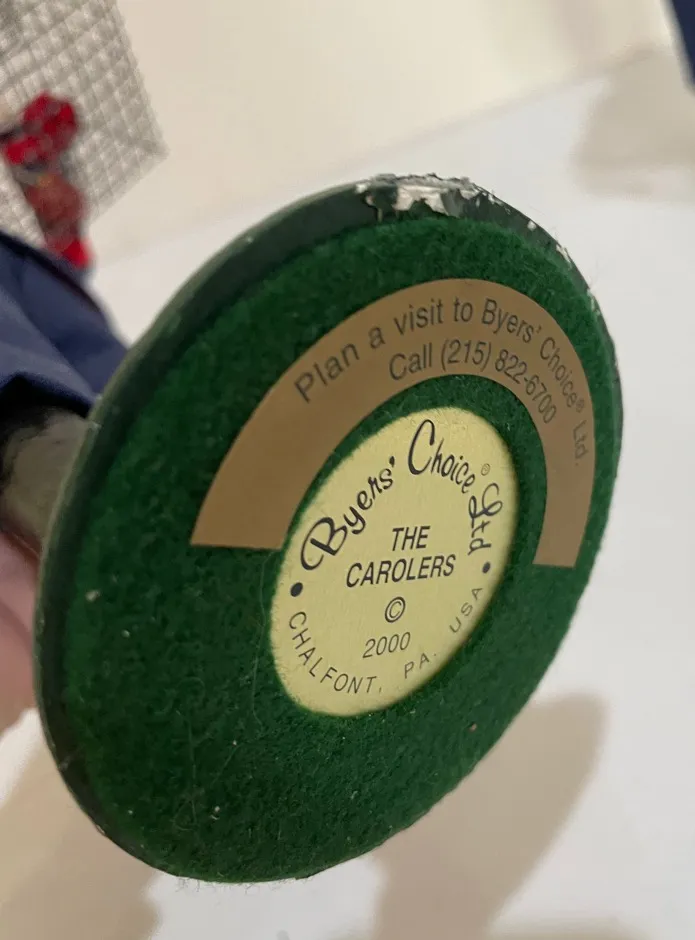 Plan a visit to Byers' Choice® Ltd.
Call (215) 822-6700
Byers' Choice® Ltd
THE
CAROLERS
©
2000
• CHALFONT, PA. USA •